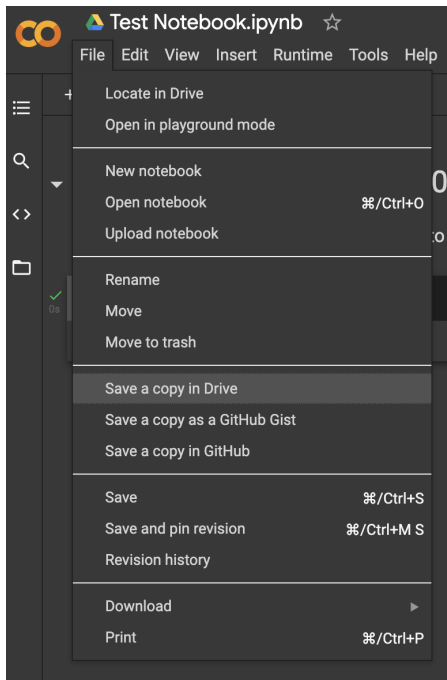 Test Notebook.ipynb
File Edit View Insert Runtime Tools Help
+
Locate in Drive
Open in playground mode
New notebook
Open notebook ⌘/Ctrl+O
Upload notebook
Rename
Move
Move to trash
0s
Save a copy in Drive
Save a copy as a GitHub Gist
Save a copy in GitHub
Save ⌘/Ctrl+S
Save and pin revision ⌘/Ctrl+M S
Revision history
Download
Print ⌘/Ctrl+P